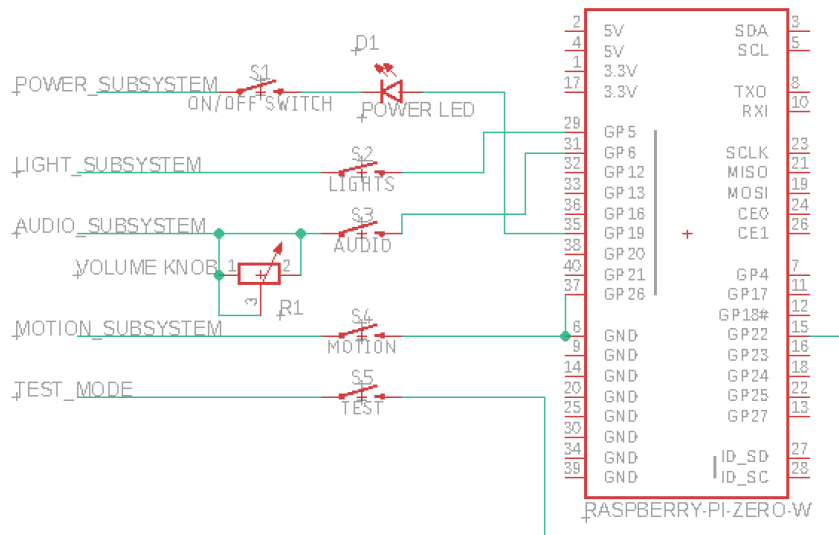 POWER_SUBSYSTEM
S1
ON/OFF SWITCH
D1
POWER LED
LIGHT_SUBSYSTEM
S2
LIGHTS
AUDIO_SUBSYSTEM
S3
AUDIO
VOLUME KNOB
1
2
3
R1
MOTION_SUBSYSTEM
S4
MOTION
TEST_MODE
S5
TEST
2 5V SDA 3
4 5V SCL 5
1 3.3V
17 3.3V TXO 8
RXI 10
29 GP5
31 GP6 SCLK 23
32 GP12 MISO 21
33 GP13 MOSI 19
36 GP16 CE0 24
35 GP19 CE1 26
38 GP20
40 GP21 GP4 7
37 GP26 GP17 11
GP18# 12
6 GND GP22 15
9 GND GP23 16
14 GND GP24 18
20 GND GP25 22
25 GND GP27 13
30 GND
34 GND ID_SD 27
39 GND ID_SC 28
RASPBERRY-PI-ZERO-W